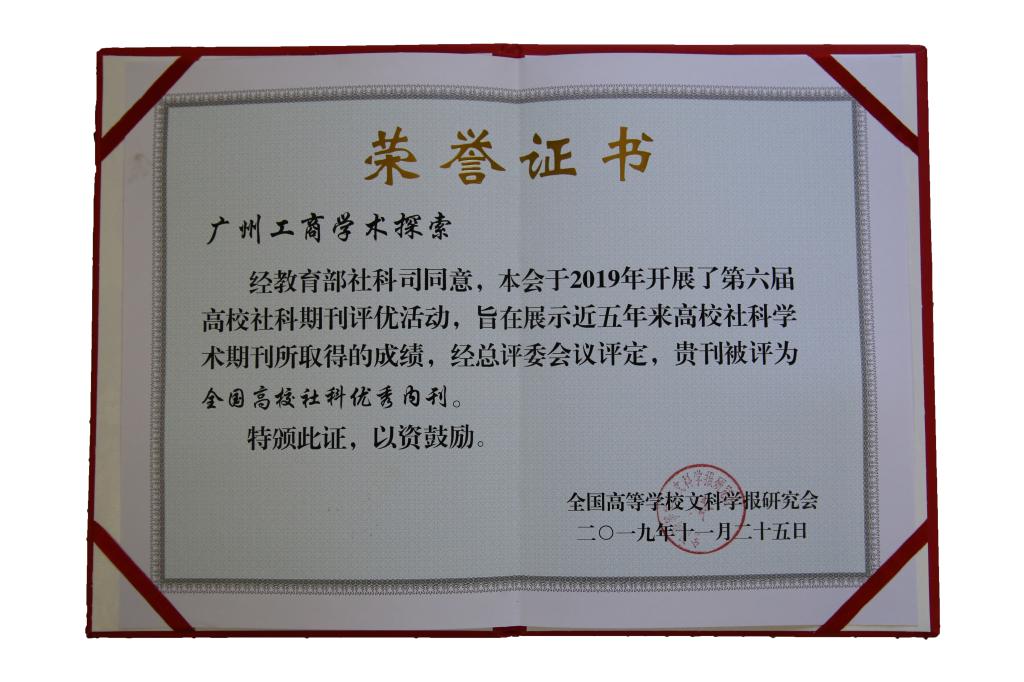 荣誉证书
广州工商学术探索
经教育部社科司同意，本会于2019年开展了第六届
高校社科期刊评优活动，旨在展示近五年来高校社科学
术期刊所取得的成绩，经总评委会议评定，贵刊被评为
全国高校社科优秀内刊。
特颁此证，以资鼓励。
全国高等学校文科学报研究会
二〇一九年十一月二十五日